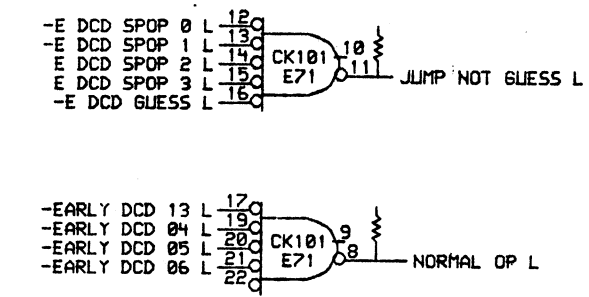 -E DCD SPOP 0 L 12
-E DCD SPOP 1 L 13
E DCD SPOP 2 L 14
E DCD SPOP 3 L 15
-E DCD GUESS L 16
CK101
E71
10
11
JUMP NOT GUESS L
-EARLY DCD 13 L 17
-EARLY DCD 04 L 19
-EARLY DCD 05 L 20
-EARLY DCD 06 L 21
22
CK101
E71
9
8
NORMAL OP L